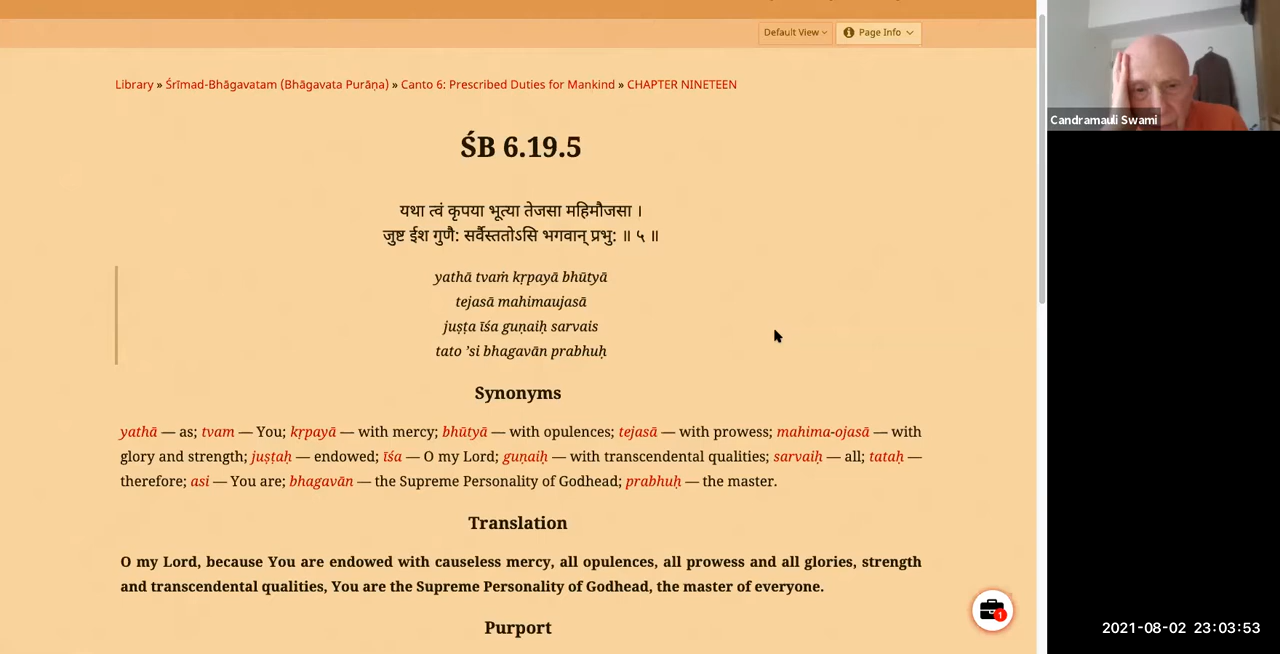 Default View
Page Info
Library » Śrīmad-Bhāgavatam (Bhāgavata Purāṇa) » Canto 6: Prescribed Duties for Mankind » CHAPTER NINETEEN
ŚB 6.19.5
यथा त्वं कृपया भूत्या तेजसा महिमौजसा ।
जुष्ट ईश गुणै: सर्वैस्ततोऽसि भगवान् प्रभु: ॥ ५ ॥
yathā tvaṁ kṛpayā bhūtyā
tejasā mahimaujasā
juṣṭa īśa guṇaiḥ sarvais
tato ’si bhagavān prabhuḥ
Synonyms
yathā — as; tvam — You; kṛpayā — with mercy; bhūtyā — with opulences; tejasā — with prowess; mahima-ojasā — with
glory and strength; juṣṭaḥ — endowed; īśa — O my Lord; guṇaiḥ — with transcendental qualities; sarvaiḥ — all; tataḥ —
therefore; asi — You are; bhagavān — the Supreme Personality of Godhead; prabhuḥ — the master.
Translation
O my Lord, because You are endowed with causeless mercy, all opulences, all prowess and all glories, strength
and transcendental qualities, You are the Supreme Personality of Godhead, the master of everyone.
Purport
1
Candramauli Swami
2021-08-02 23:03:53